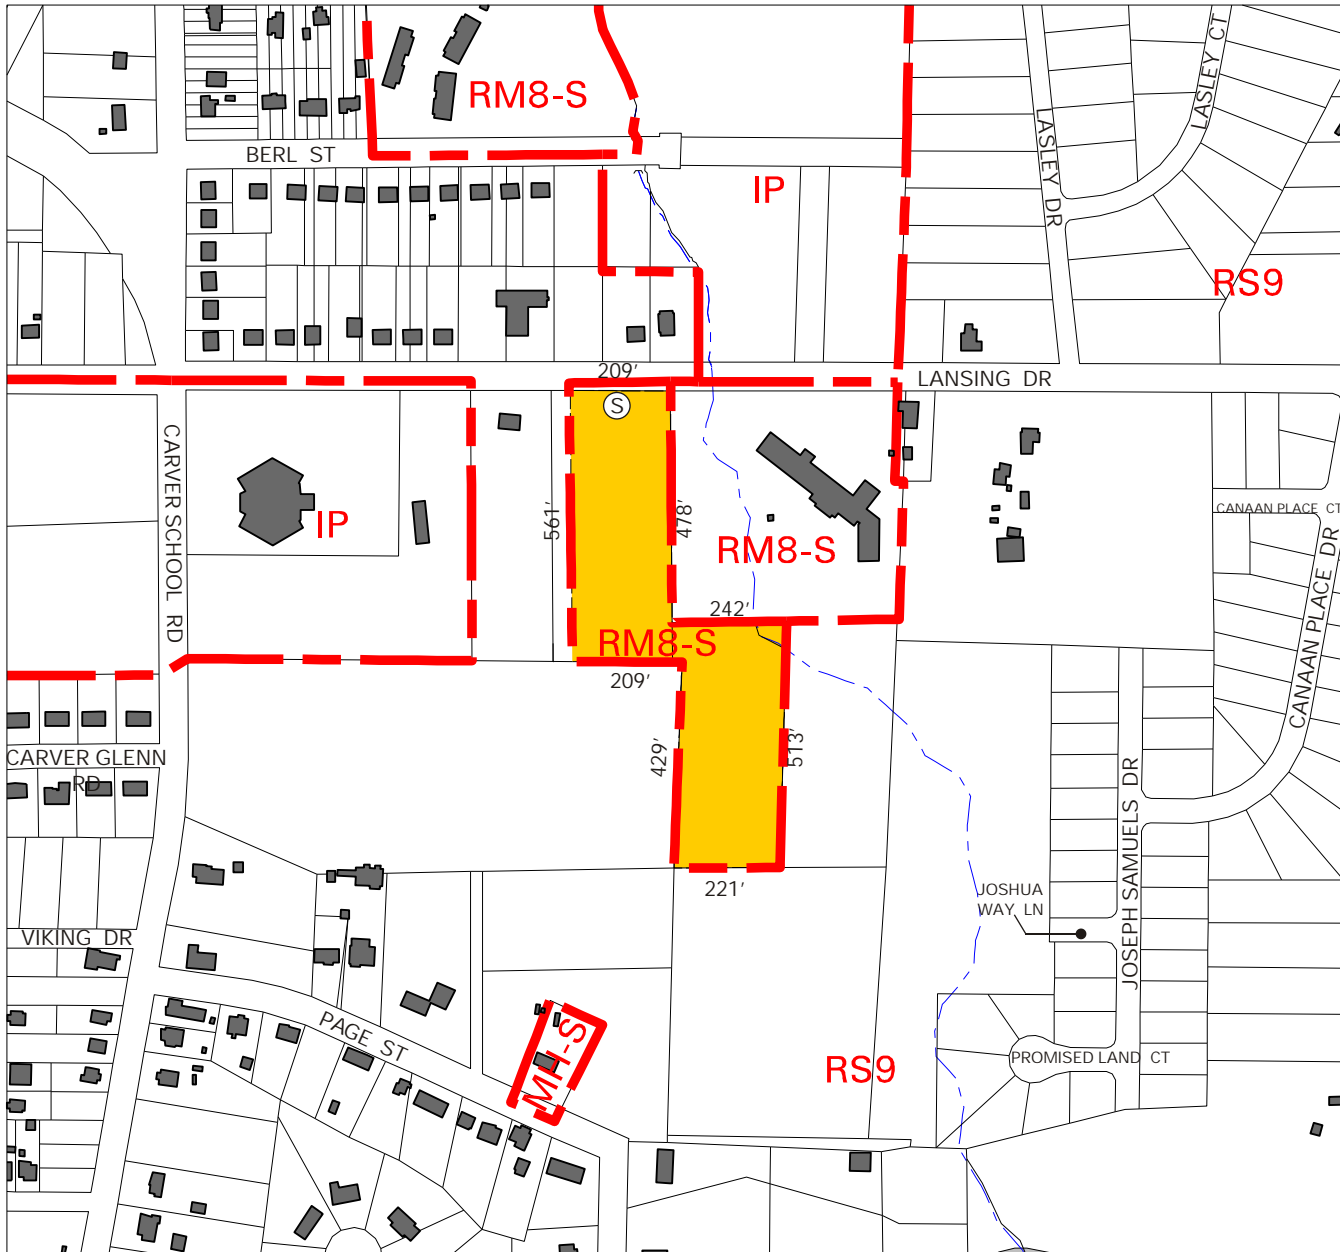 LASLEY CT
RM8-S
LASLEY DR
BERL ST
IP
RS9
209'
LANSING DR
S
CARVER SCHOOL RD
IP
561'
478'
RM8-S
CANAAN PLACE CT
CANAAN PLACE DR
242'
RM8-S
209'
429'
513'
CARVER GLENN
RD
JOSEPH SAMUELS DR
221'
JOSHUA
WAY LN
VIKING DR
PAGE ST
MH-S
RS9
PROMISED LAND CT